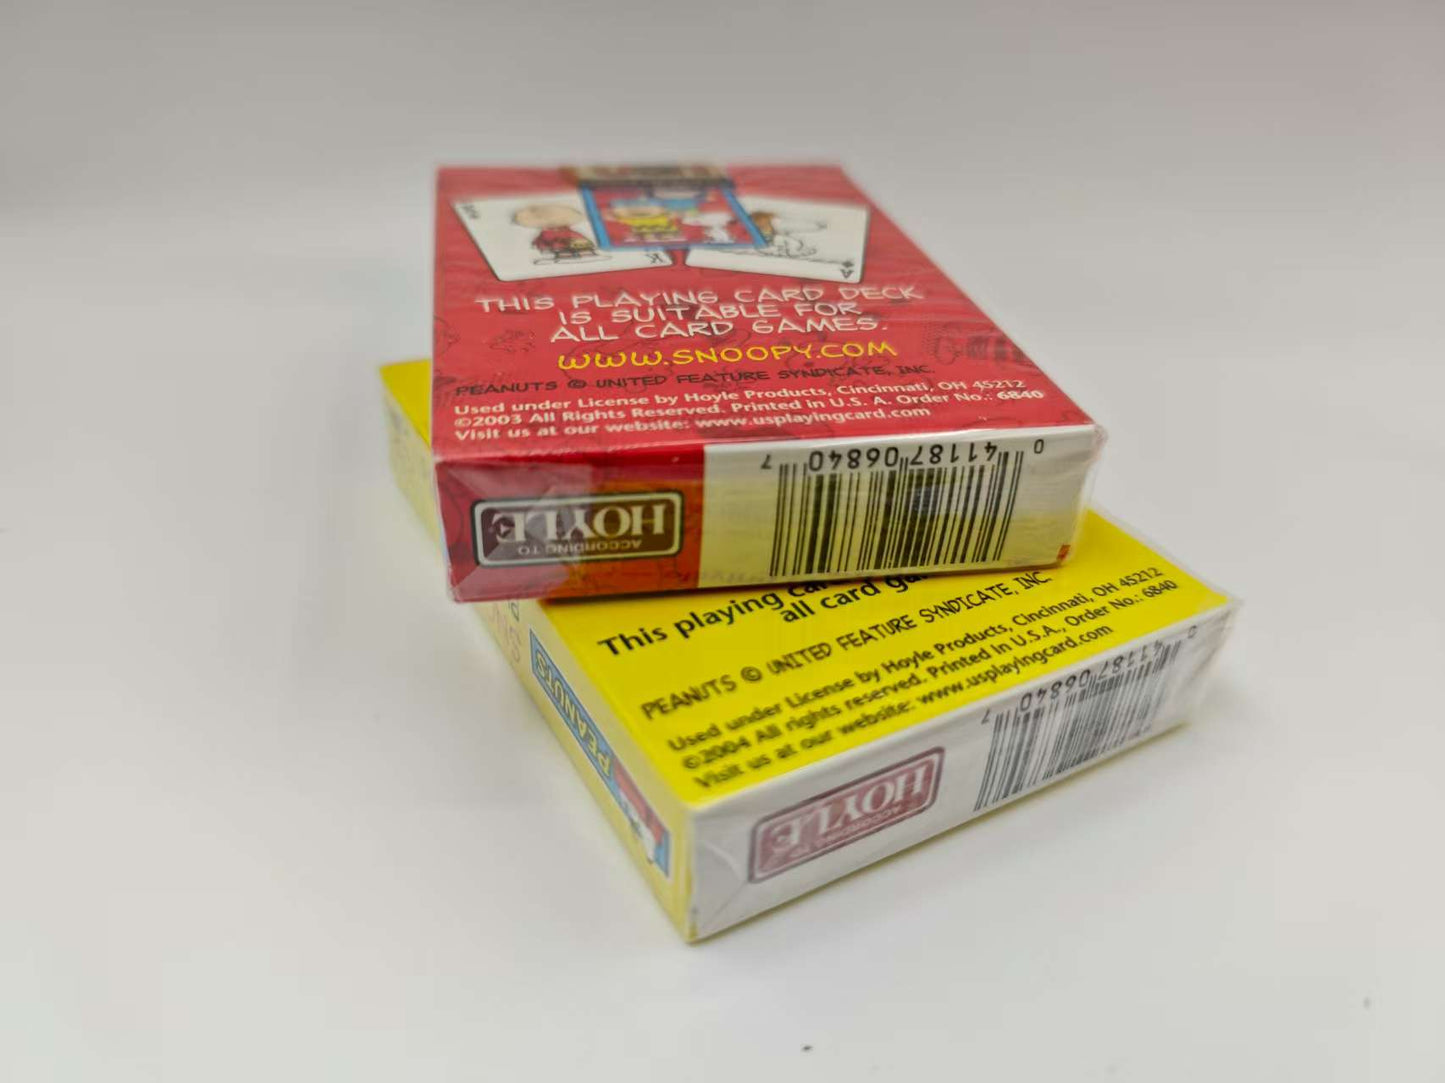 THIS PLAYING CARD DECK
IS SUITABLE FOR
ALL CARD GAMES.
WWW.SNOOPY.COM
PEANUTS © UNITED FEATURE SYNDICATE, INC.
Used under License by Hoyle Products, Cincinnati, OH 45212
©2003 All Rights Reserved. Printed in U.S. A. Order No.: 6840
Visit us at our website: www.usplayingcard.com
K
A
0 41187 06840 7
ACCORDING TO
HOYLE
This playing
all card
PEANUTS © UNITED FEATURE SYNDICATE, INC.
Used under License by Hoyle Products, Cincinnati, OH 45212
©2004 All rights reserved. Printed in U.S.A., Order No.: 6840
Visit us at our website: www.usplayingcard.com
0 41187 06840 7
ACCORDING TO
HOYLE
PEANUTS